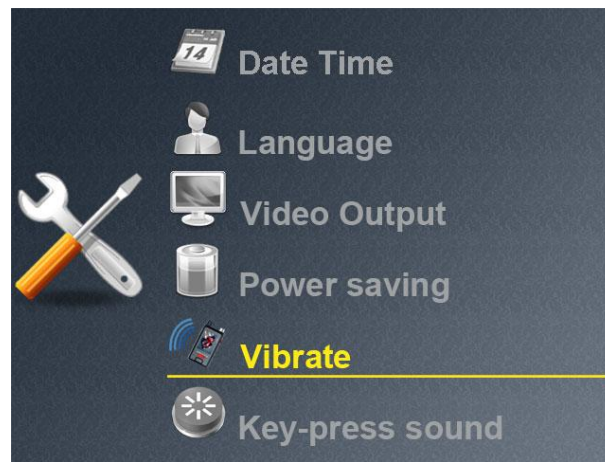 14
Date Time
Language
Video Output
Power saving
Vibrate
Key-press sound